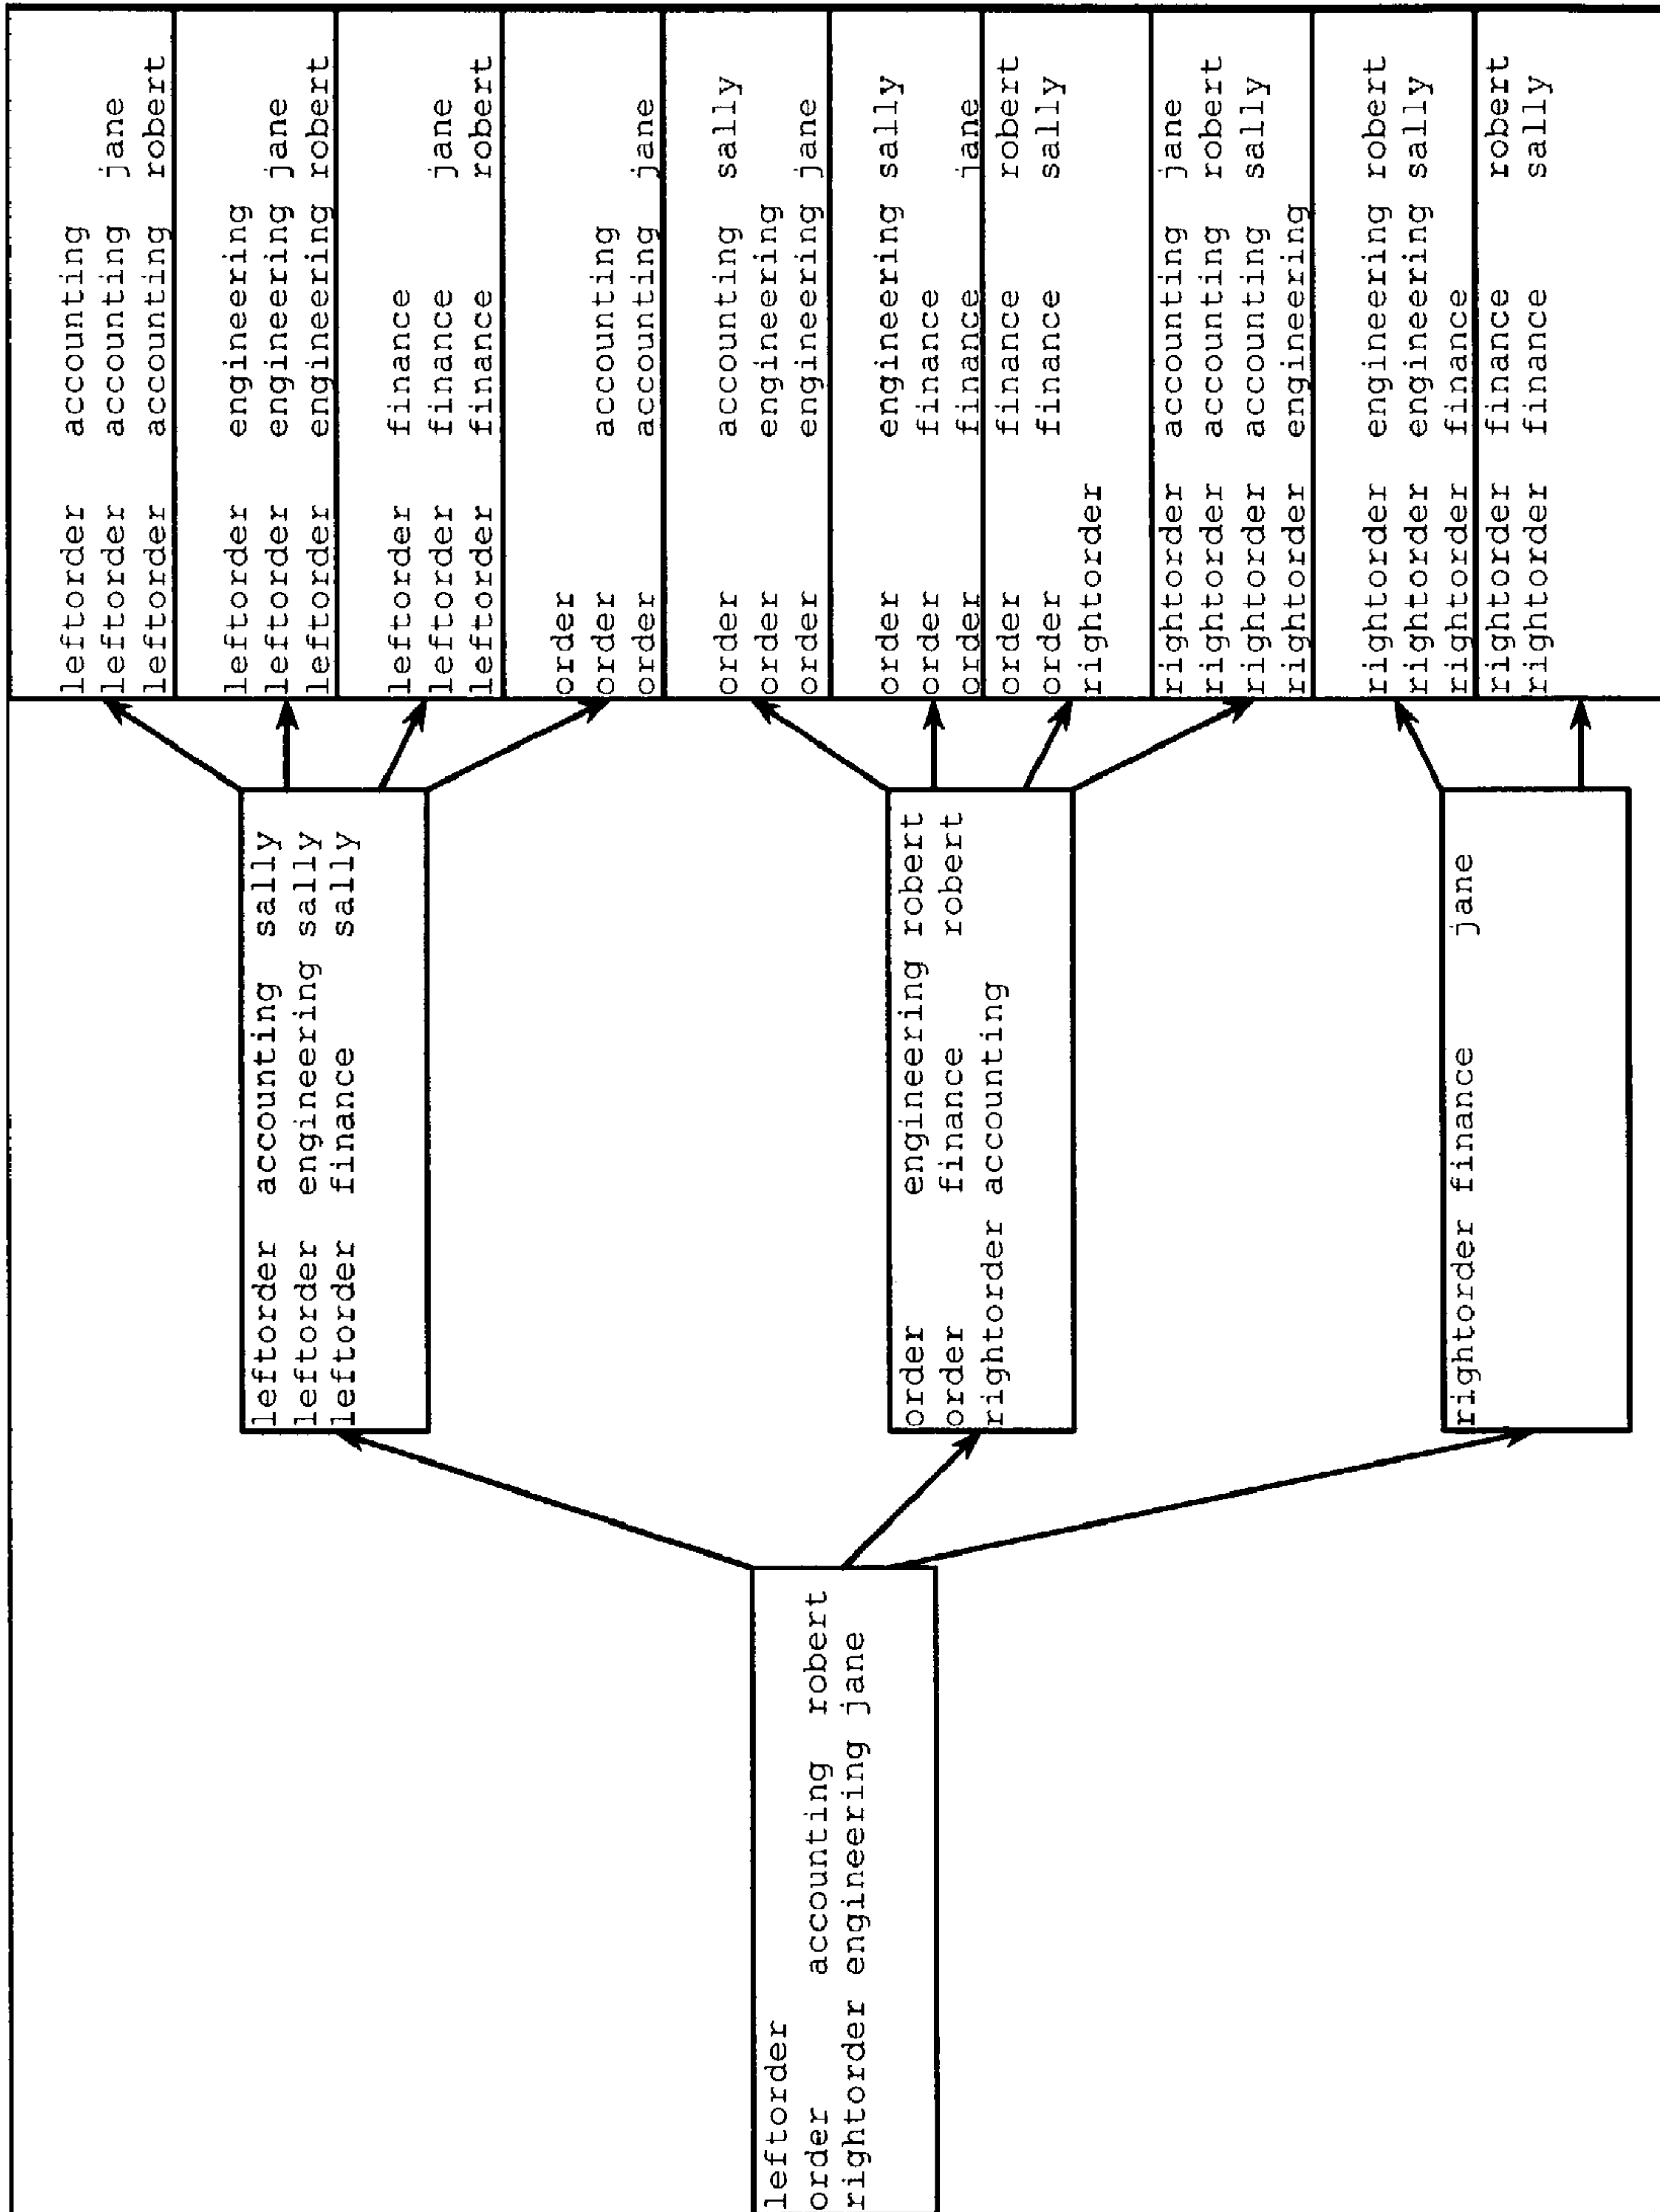 leftorder
order accounting robert
rightorder engineering jane
leftorder accounting sally
leftorder engineering sally
leftorder finance sally
order engineering robert
order finance robert
rightorder accounting
rightorder finance jane
leftorder accounting
leftorder accounting jane
leftorder accounting robert
leftorder engineering
leftorder engineering jane
leftorder engineering robert
leftorder finance
leftorder finance jane
leftorder finance robert
order
order accounting
order accounting jane
order accounting sally
order engineering
order engineering jane
order engineering sally
order finance
order finance jane
order finance robert
order finance sally
rightorder
rightorder accounting jane
rightorder accounting robert
rightorder accounting sally
rightorder engineering
rightorder engineering robert
rightorder engineering sally
rightorder finance
rightorder finance robert
rightorder finance sally